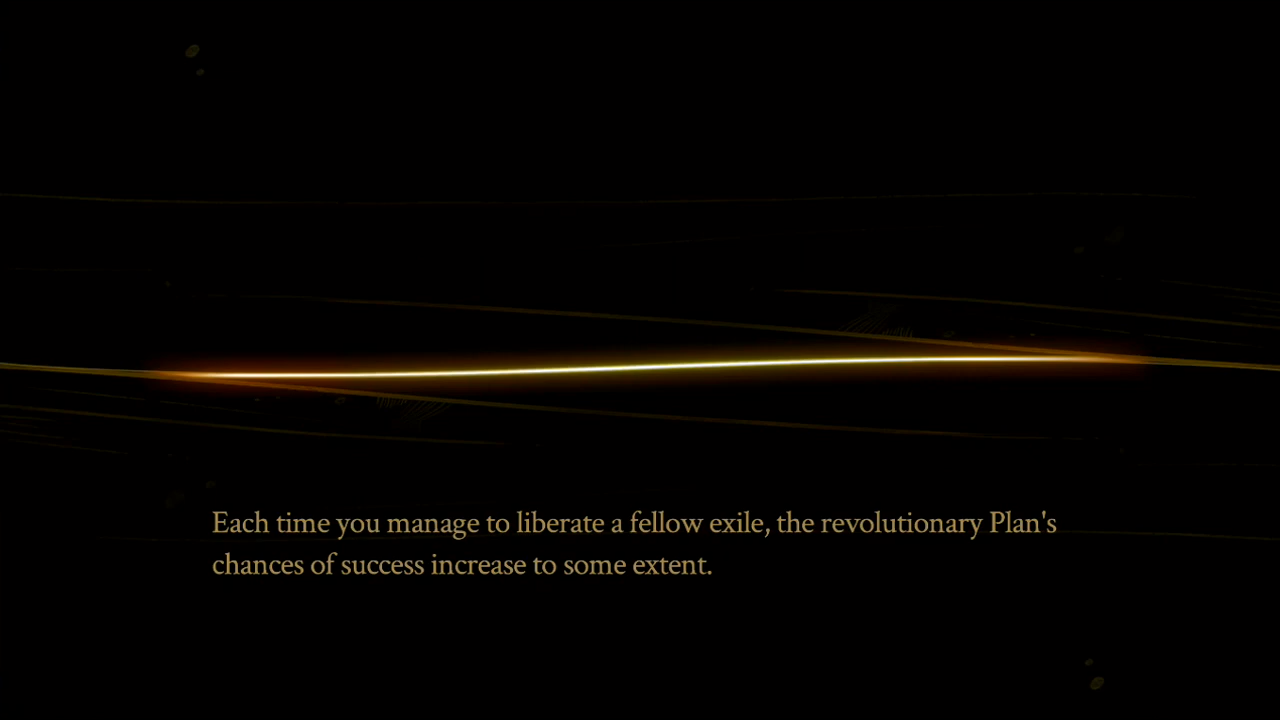 Each time you manage to liberate a fellow exile, the revolutionary Plan's
chances of success increase to some extent.